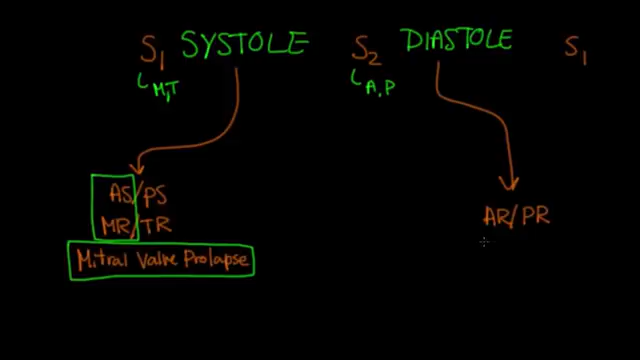 S1 SYSTOLE S2 DIASTOLE S1
M,T A,P
AS/PS
MR/TR
AR/PR
Mitral Valve Prolapse